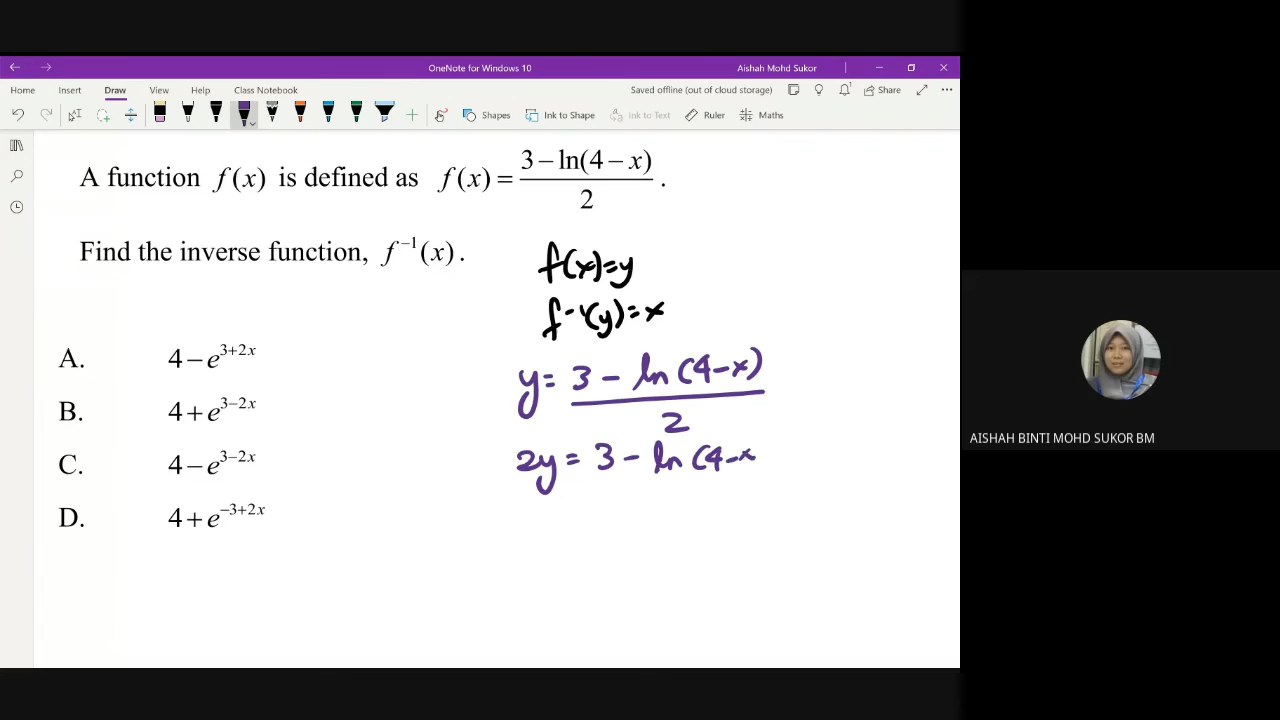 OneNote for Windows 10
Aishah Mohd Sukor
Home Insert Draw View Help Class Notebook
Saved offline (out of cloud storage) Share
Shapes Ink to Shape Ink to Text Ruler Maths
A function f(x) is defined as f(x) = (3 − ln(4 − x))/2 .
Find the inverse function, f⁻¹(x) .
f(x)=y
f⁻¹(y)=x
A. 4 − e^(3+2x)
B. 4 + e^(3−2x)
C. 4 − e^(3−2x)
D. 4 + e^(−3+2x)
y = (3 − ln(4−x))/2
2y = 3 − ln(4−x
AISHAH BINTI MOHD SUKOR BM